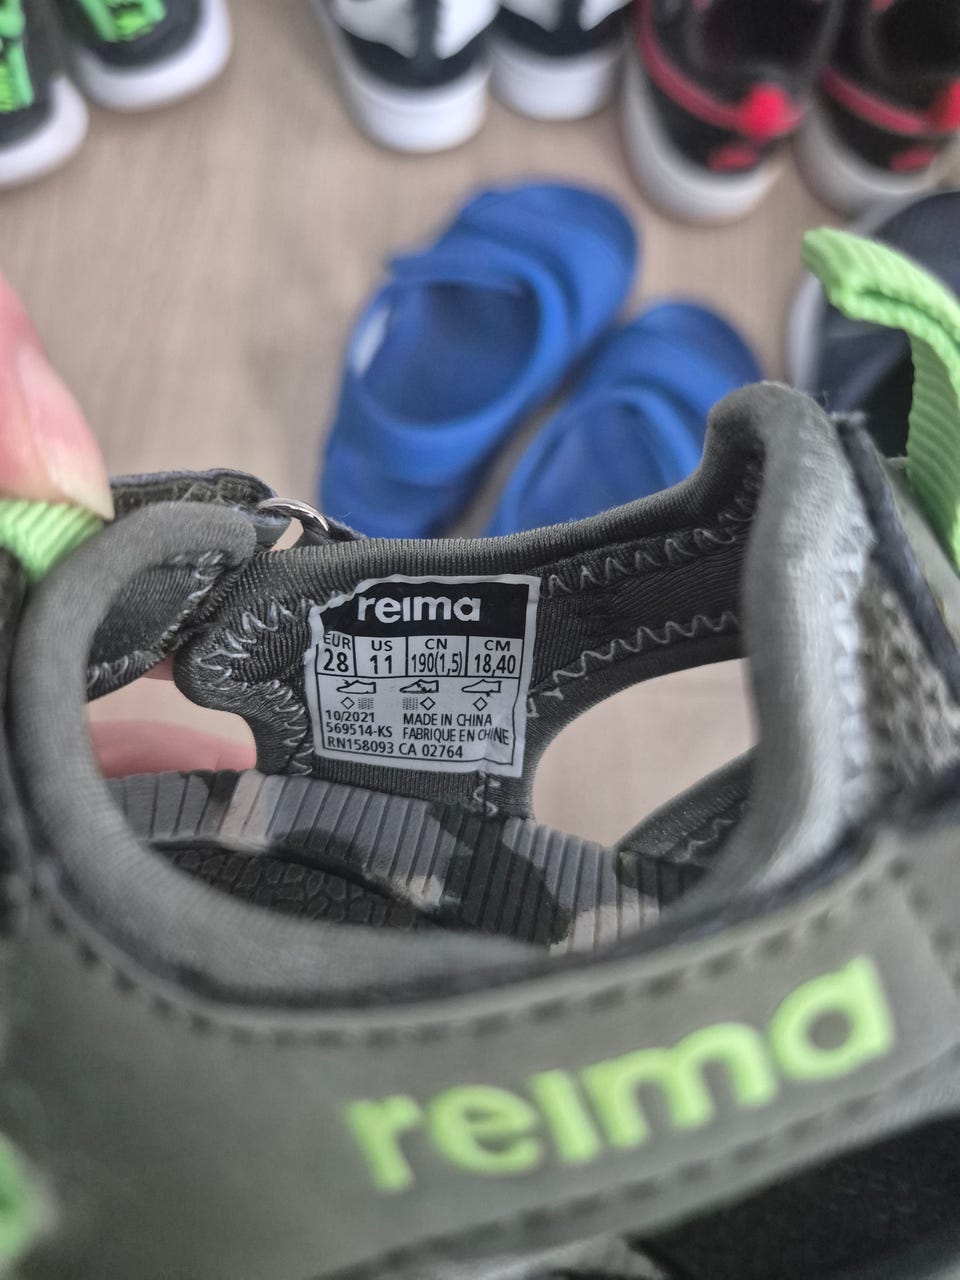 reima
EUR US CN CM
28 11 190(1,5) 18,40
10/2021 MADE IN CHINA
569514-KS FABRIQUE EN CHINE
RN158093 CA 02764
reima